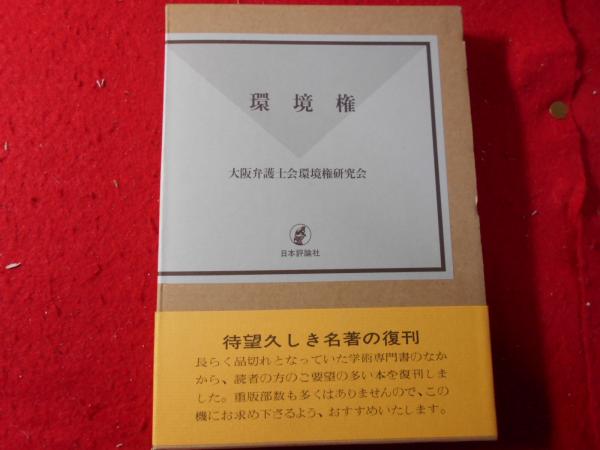 環境権
大阪弁護士会環境権研究会
日本評論社
待望久しき名著の復刊
長らく品切れとなっていた学術専門書のなか
から、読者の方のご要望の多い本を復刊しま
した。重版部数も多くはありませんので、この
機にお求め下さるよう、おすすめいたします。